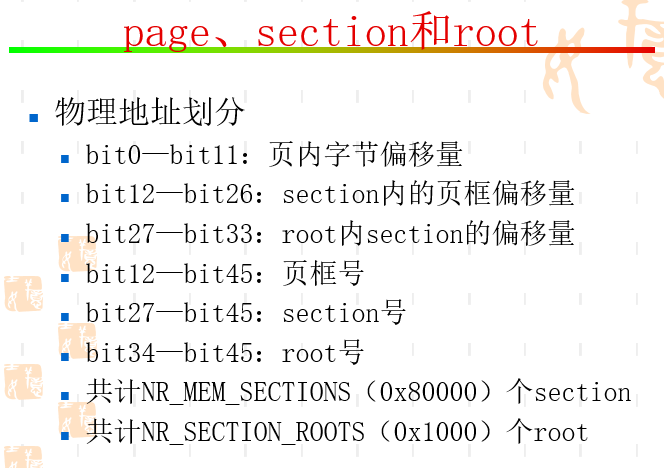 page、section和root
物理地址划分
bit0—bit11：页内字节偏移量
bit12—bit26：section内的页框偏移量
bit27—bit33：root内section的偏移量
bit12—bit45：页框号
bit27—bit45：section号
bit34—bit45：root号
共计NR_MEM_SECTIONS（0x80000）个section
共计NR_SECTION_ROOTS（0x1000）个root